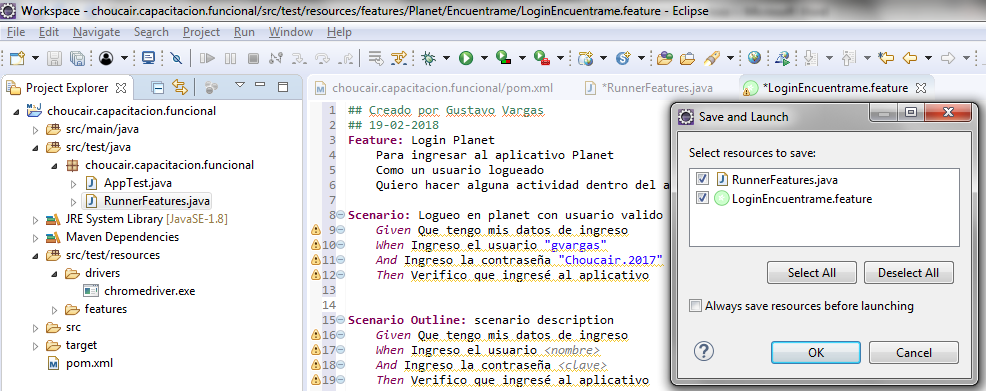 Workspace - choucair.capacitacion.funcional/src/test/resources/features/Planet/Encuentrame/LoginEncuentrame.feature - Eclipse
File Edit Navigate Search Project Run Window Help
Project Explorer
choucair.capacitacion.funcional/pom.xml
*RunnerFeatures.java
*LoginEncuentrame.feature
choucair.capacitacion.funcional
src/main/java
src/test/java
choucair.capacitacion.funcional
AppTest.java
RunnerFeatures.java
JRE System Library [JavaSE-1.8]
Maven Dependencies
src/test/resources
drivers
chromedriver.exe
features
src
target
pom.xml
1 ## Creado por Gustavo Vargas
2 ## 19-02-2018
3 Feature: Login Planet
4 Para ingresar al aplicativo Planet
5 Como un usuario logueado
6 Quiero hacer alguna actividad dentro del a
7
8 Scenario: Logueo en planet con usuario valido
9 Given Que tengo mis datos de ingreso
10 When Ingreso el usuario "gvargas"
11 And Ingreso la contraseña "Choucair.2017"
12 Then Verifico que ingresé al aplicativo
13
14
15 Scenario Outline: scenario description
16 Given Que tengo mis datos de ingreso
17 When Ingreso el usuario <nombre>
18 And Ingreso la contraseña <clave>
19 Then Verifico que ingresé al aplicativo
Save and Launch
Select resources to save:
RunnerFeatures.java
LoginEncuentrame.feature
Select All
Deselect All
Always save resources before launching
OK
Cancel